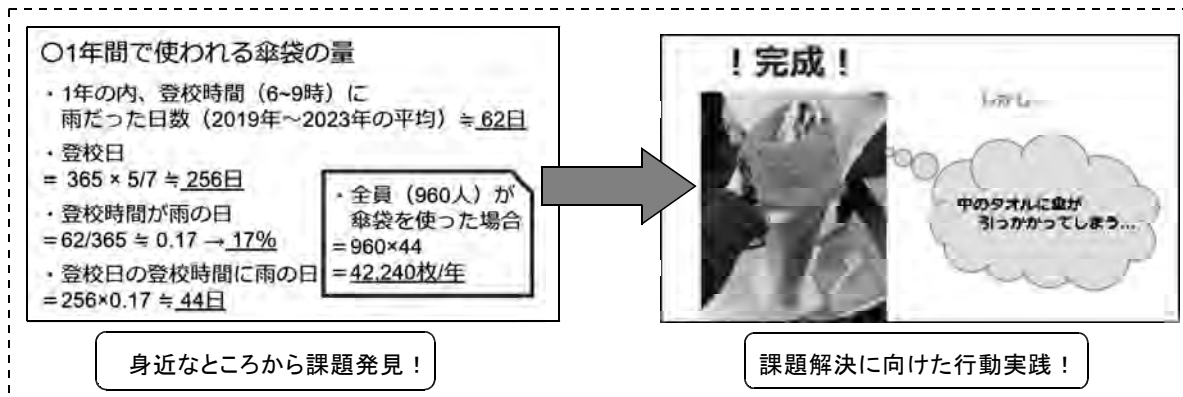 〇1年間で使われる傘袋の量
・1年の内、登校時間（6~9時）に
雨だった日数（2019年～2023年の平均）≒ 62日
・登校日
= 365 × 5/7 ≒ 256日
・登校時間が雨の日
＝62/365 ≒ 0.17 → 17%
・登校日の登校時間に雨の日
＝256×0.17 ≒ 44日
・全員（960人）が
傘袋を使った場合
＝960×44
＝42,240枚/年
身近なところから課題発見！
！完成！
しかし…
中のタオルに傘が
引っかかってしまう…
課題解決に向けた行動実践！